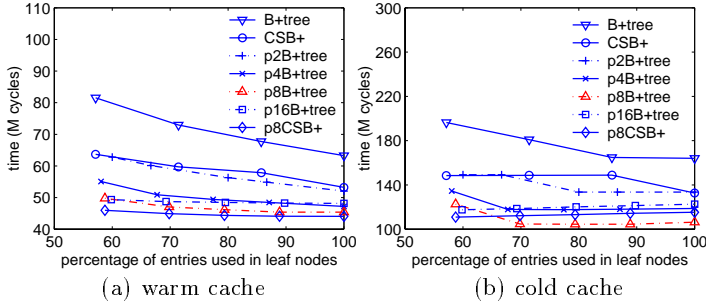 110
100
90
80
70
60
50
40
50 60 70 80 90 100
time (M cycles)
percentage of entries used in leaf nodes
B+tree
CSB+
p2B+tree
p4B+tree
p8B+tree
p16B+tree
p8CSB+
(a) warm cache
300
260
220
180
140
100
50 60 70 80 90 100
time (M cycles)
percentage of entries used in leaf nodes
B+tree
CSB+
p2B+tree
p4B+tree
p8B+tree
p16B+tree
p8CSB+
(b) cold cache